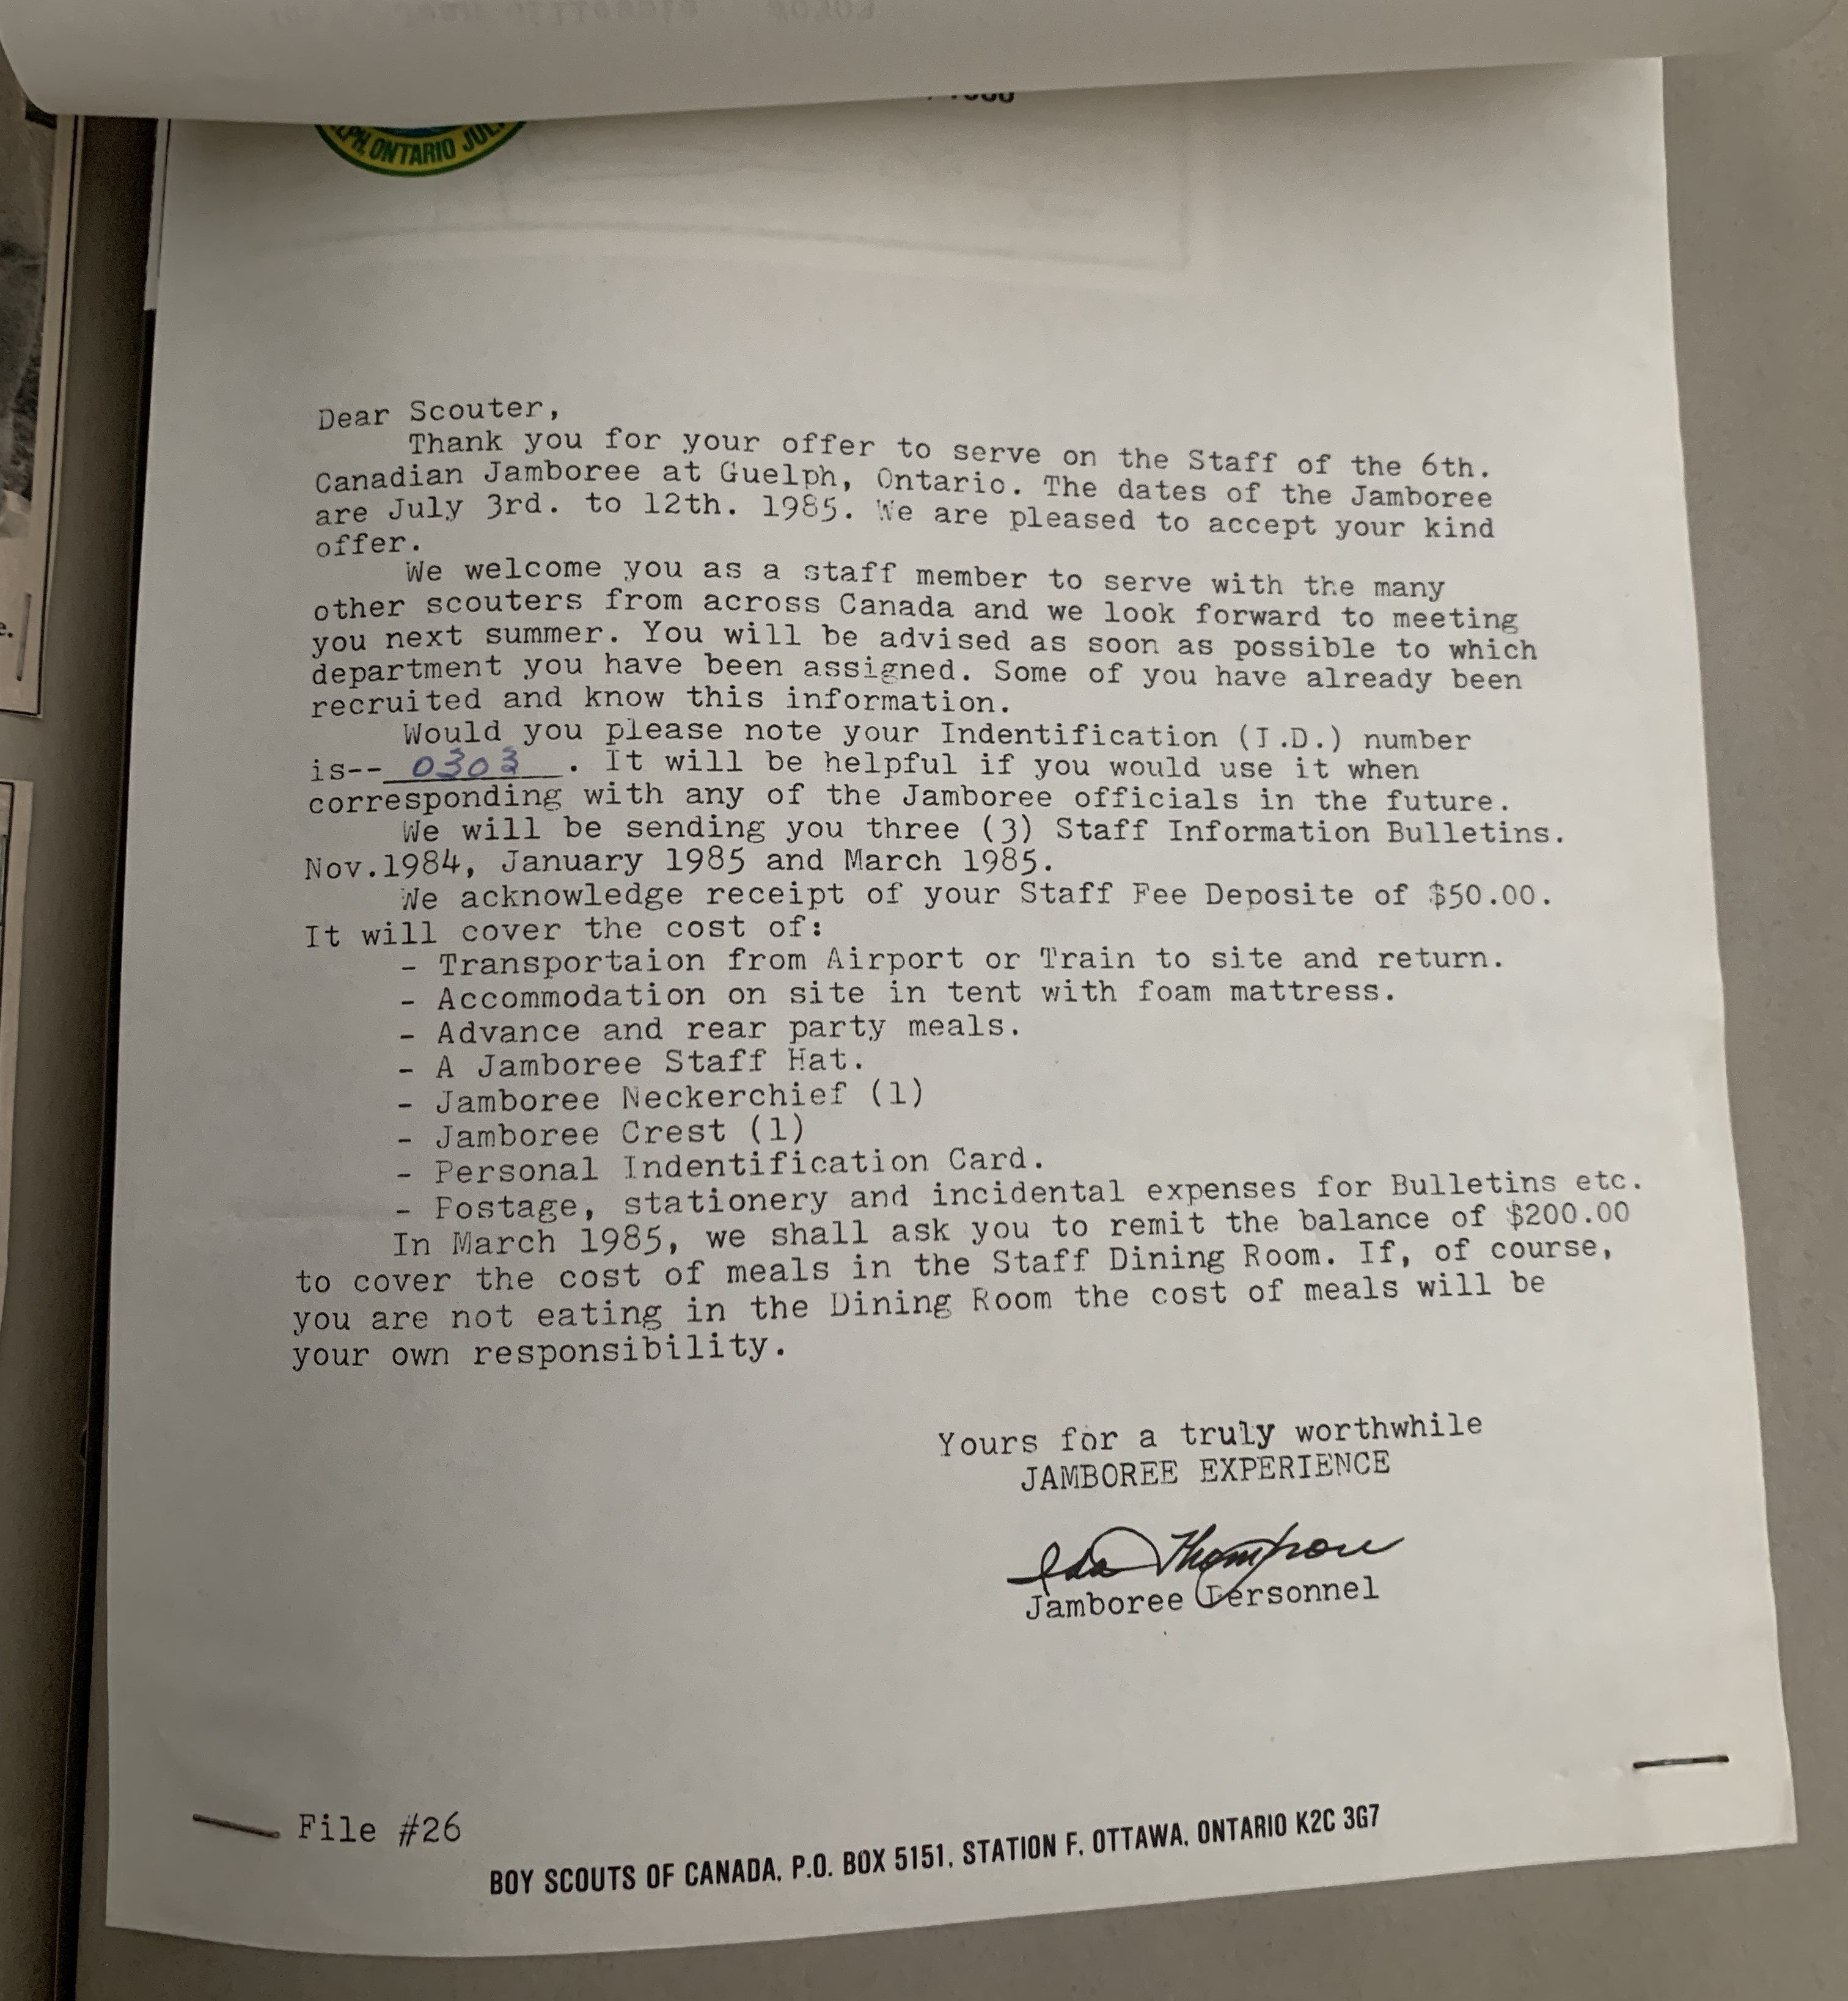 LPH, ONTARIO JUL
Dear Scouter,
Thank you for your offer to serve on the Staff of the 6th.
Canadian Jamboree at Guelph, Ontario. The dates of the Jamboree
are July 3rd. to 12th. 1985. We are pleased to accept your kind
offer.
We welcome you as a staff member to serve with the many
other scouters from across Canada and we look forward to meeting
you next summer. You will be advised as soon as possible to which
department you have been assigned. Some of you have already been
recruited and know this information.
Would you please note your Indentification (I.D.) number
is-- 0303 . It will be helpful if you would use it when
corresponding with any of the Jamboree officials in the future.
We will be sending you three (3) Staff Information Bulletins.
Nov.1984, January 1985 and March 1985.
We acknowledge receipt of your Staff Fee Deposite of $50.00.
It will cover the cost of:
- Transportaion from Airport or Train to site and return.
- Accommodation on site in tent with foam mattress.
- Advance and rear party meals.
- A Jamboree Staff Hat.
- Jamboree Neckerchief (1)
- Jamboree Crest (1)
- Personal Indentification Card.
- Postage, stationery and incidental expenses for Bulletins etc.
In March 1985, we shall ask you to remit the balance of $200.00
to cover the cost of meals in the Staff Dining Room. If, of course,
you are not eating in the Dining Room the cost of meals will be
your own responsibility.
Yours for a truly worthwhile
JAMBOREE EXPERIENCE
Ida Thompson
Jamboree Personnel
File #26
BOY SCOUTS OF CANADA, P.O. BOX 5151, STATION F, OTTAWA, ONTARIO K2C 3G7